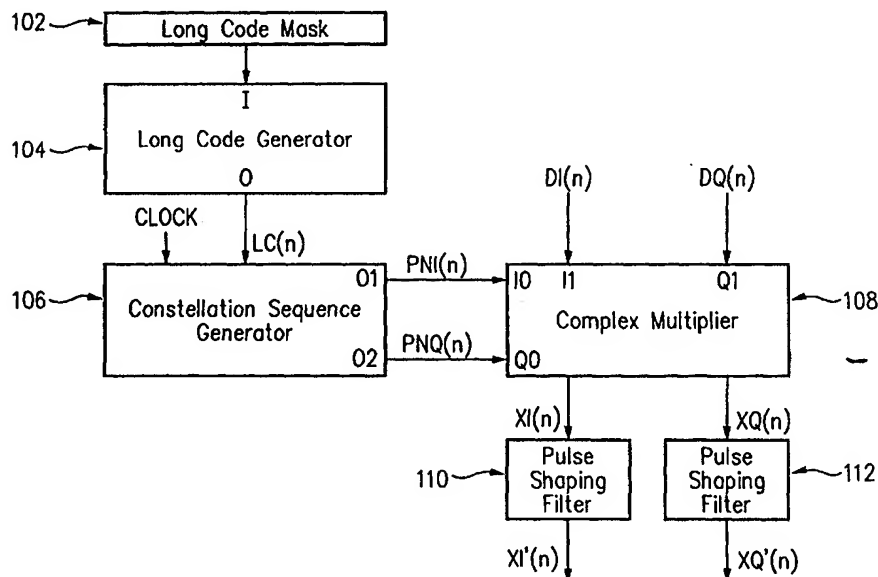 102
Long Code Mask
I
104
Long Code Generator
O
DI(n)
DQ(n)
CLOCK
LC(n)
O1
PNI(n)
I0
I1
Q1
106
Constellation Sequence
Generator
Complex Multiplier
108
O2
PNQ(n)
Q0
XI(n)
XQ(n)
110
Pulse
Shaping
Filter
Pulse
Shaping
Filter
112
XI'(n)
XQ'(n)